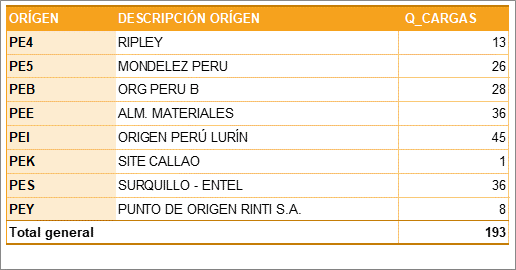 ORÍGEN DESCRIPCIÓN ORÍGEN Q_CARGAS
PE4 RIPLEY 13
PE5 MONDELEZ PERU 26
PEB ORG PERU B 28
PEE ALM. MATERIALES 36
PEI ORIGEN PERÚ LURÍN 45
PEK SITE CALLAO 1
PES SURQUILLO - ENTEL 36
PEY PUNTO DE ORIGEN RINTI S.A. 8
Total general 193